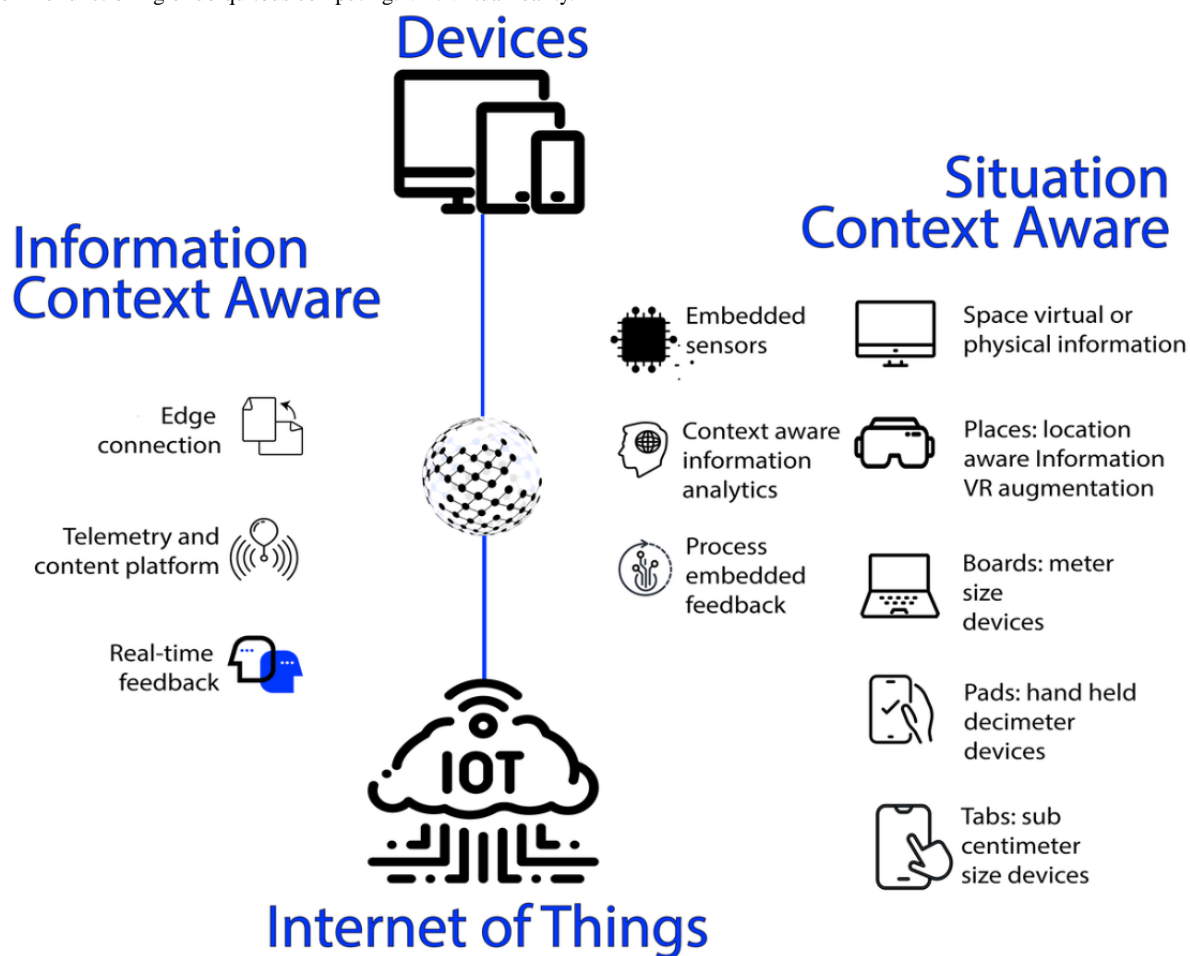 Devices
Situation
Context Aware
Information
Context Aware
Embedded
sensors
Space virtual or
physical information
Edge
connection
Context aware
information
analytics
Places: location
aware Information
VR augmentation
Telemetry and
content platform
Process
embedded
feedback
Boards: meter
size
devices
Real-time
feedback
Pads: hand held
decimeter
devices
IOT
Tabs: sub
centimeter
size devices
Internet of Things